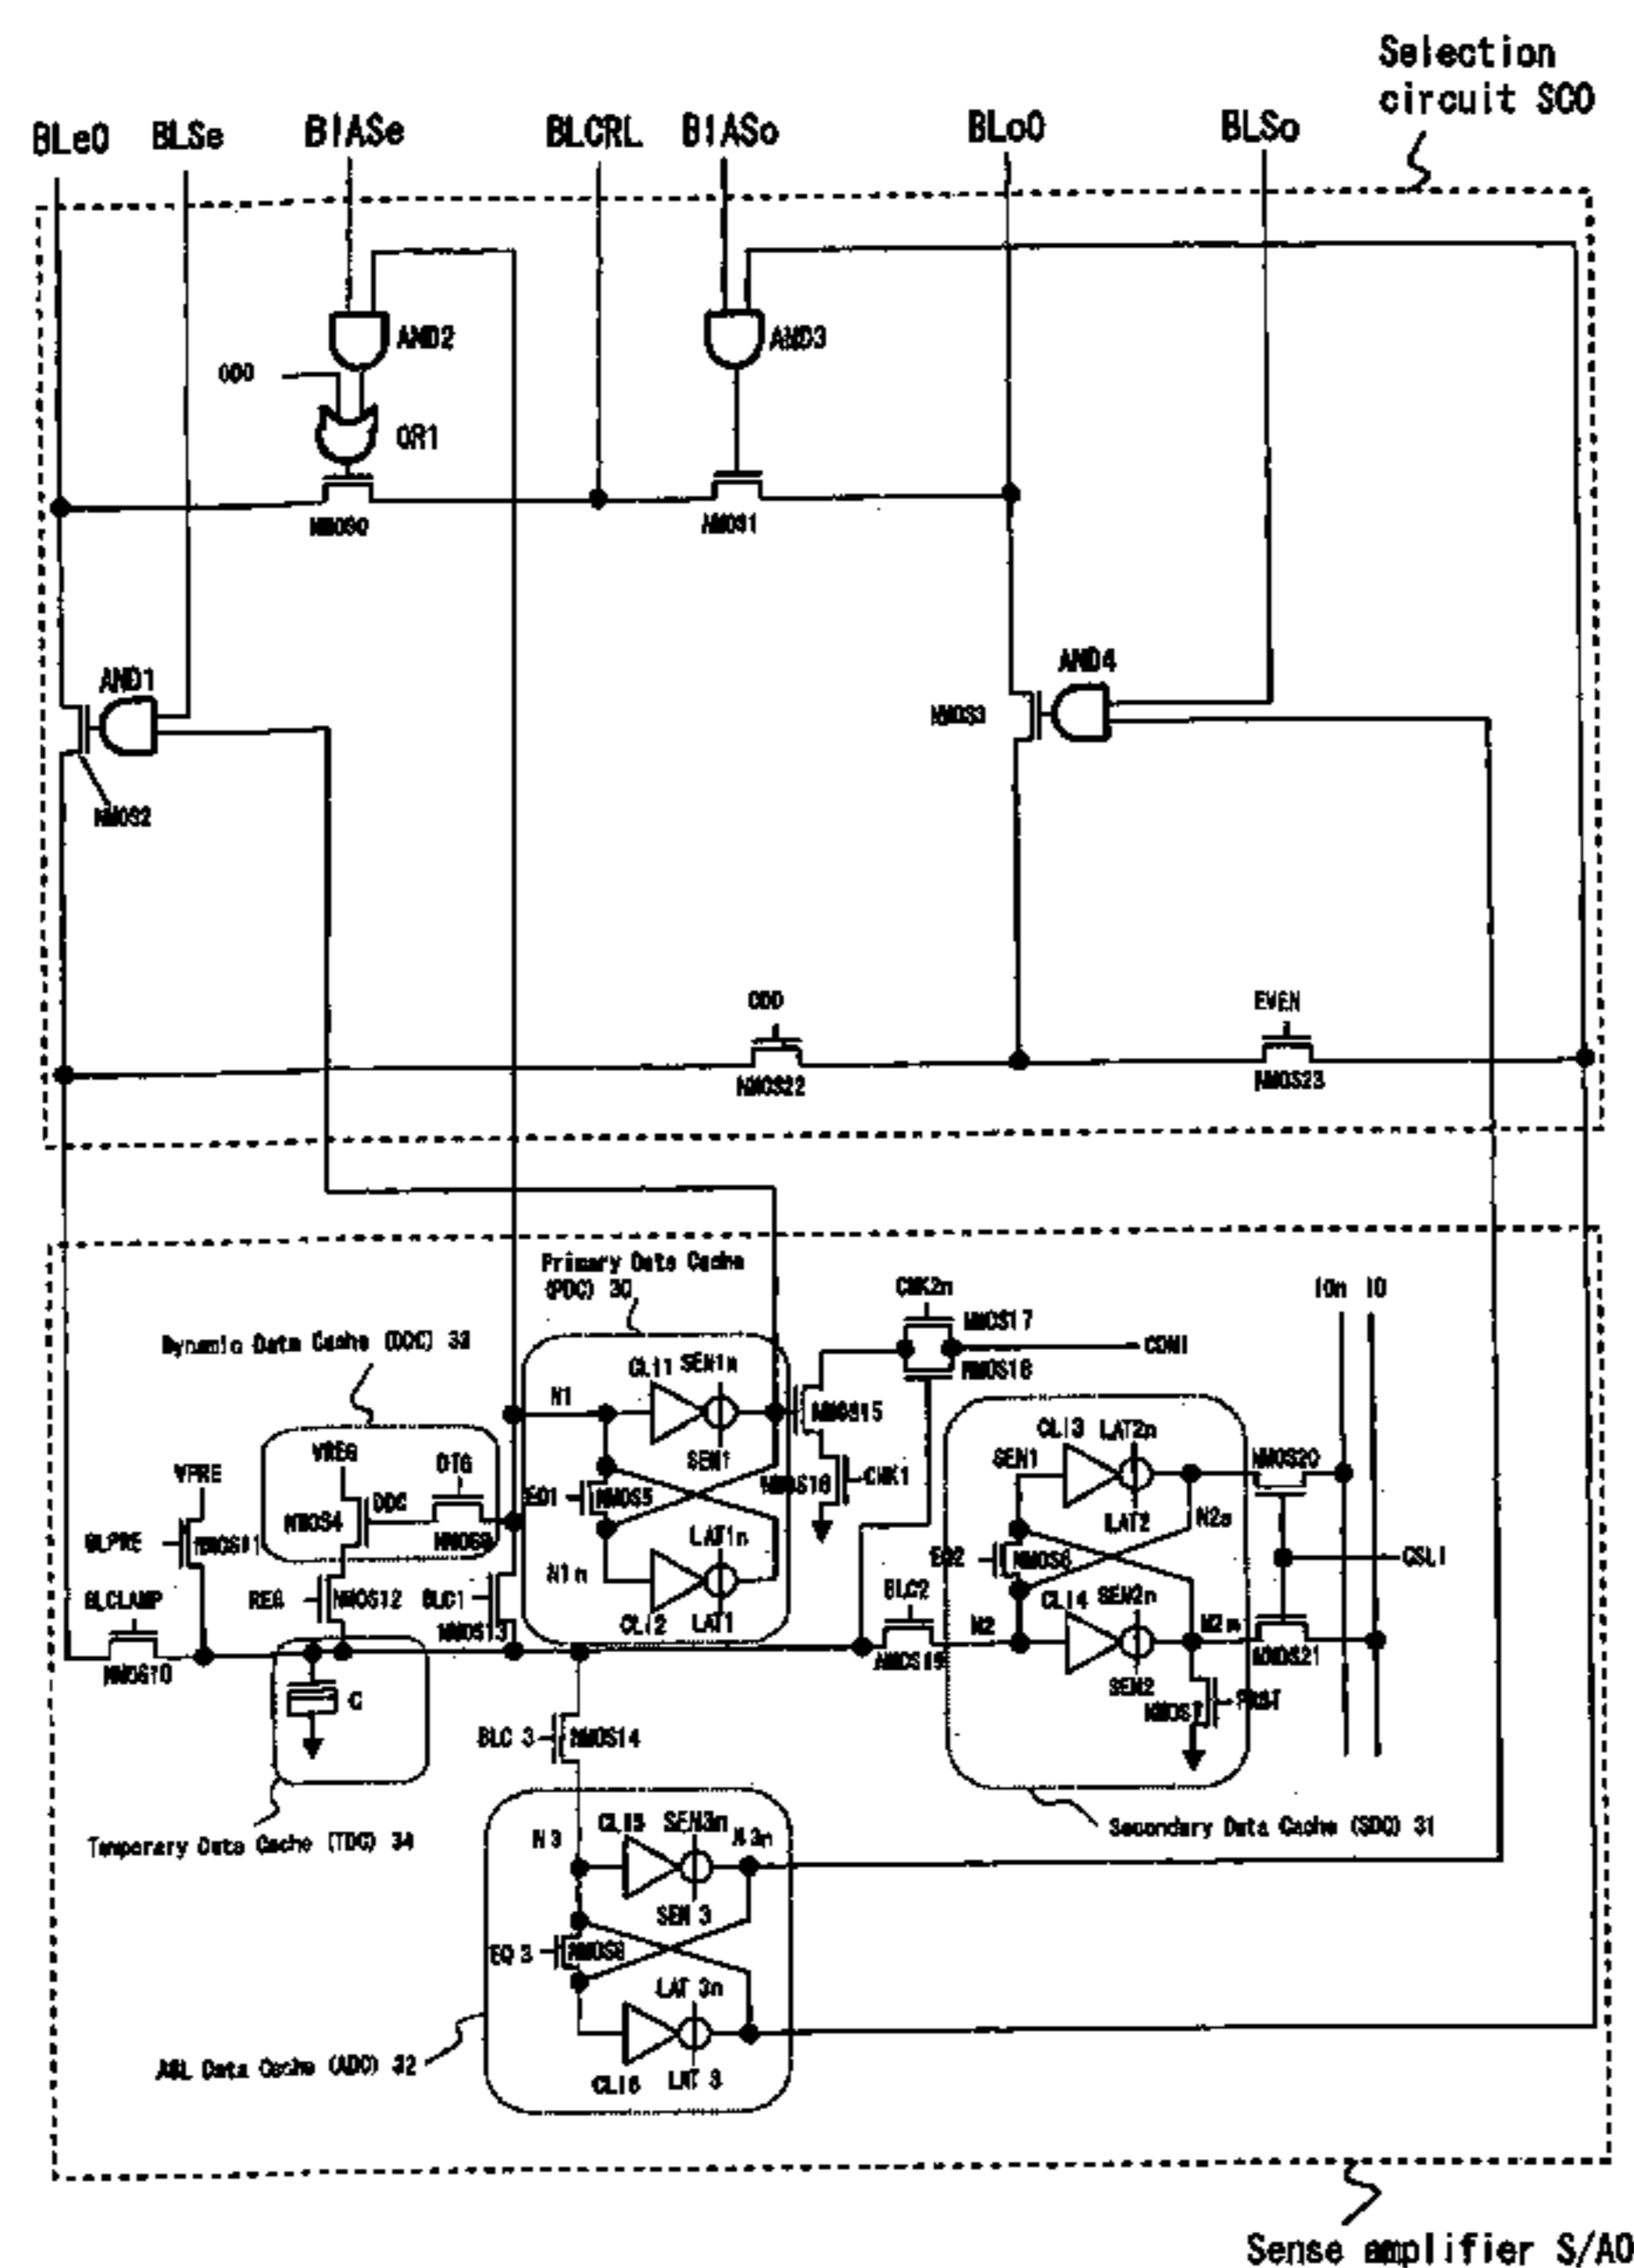 Selection
circuit SC0
BLe0
BLSe
BIASe
BLCRL
BIASo
BLo0
BLSo
AND2
AND3
ODD
OR1
NMOS0
NMOS1
AND1
AND4
NMOS3
NMOS2
ODD
EVEN
NMOS22
NMOS23
Primary Data Cache
(PDC) 30
CHK2n
IOn IO
Dynamic Data Cache (DDC) 33
NMOS17
COMI
NMOS18
N1
CLI1
SEN1n
NMOS15
SEN1
VREG
DTG
VPRE
DDC
NMOS4
NMOS9
EQ1
NMOS5
NMOS16
CHK1
CLI3
LAT2n
SEN1
NMOS20
LAT2
N2a
BLPRE
NMOS11
LAT1n
N1n
EQ2
NMOS6
CSLI
BLCLAMP
REG
NMOS12
BLC1
NMOS13
CLI2
LAT1
BLC2
NMOS19
N2
CLI4
SEN2n
N2n
NMOS10
NMOS21
SEN2
C
NMOS7
PRST
BLC 3
NMOS14
Secondary Data Cache (SDC) 31
Temporary Data Cache (TDC) 34
N3
CLI5
SEN3n
N3n
SEN 3
EQ 3
NMOS8
LAT 3n
ABL Data Cache (ADC) 32
CLI6
LAT 3
Sense amplifier S/A0